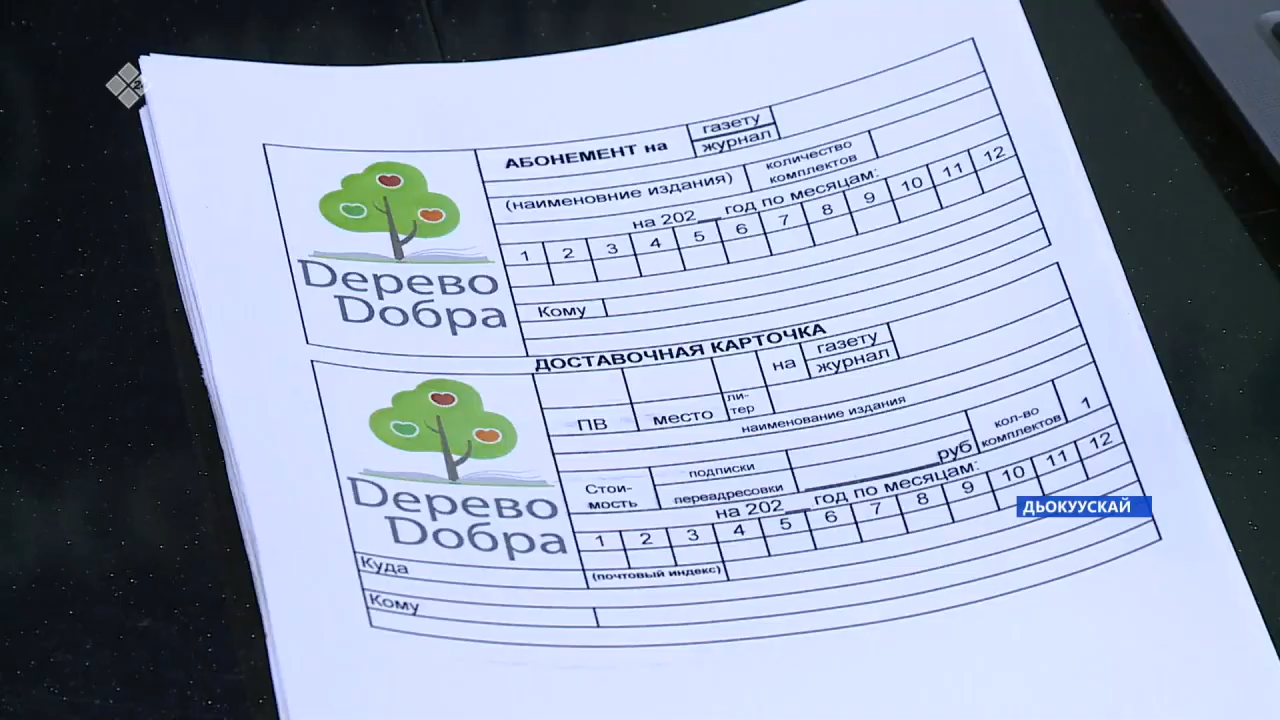 АБОНЕМЕНТ на газету
журнал
(наименовние издания) количество
комплектов
на 202__ год по месяцам:
1 2 3 4 5 6 7 8 9 10 11 12
Кому
Дерево
Добра
ДОСТАВОЧНАЯ КАРТОЧКА
ПВ место ли-
тер
на газету
журнал
наименование издания
Стои-
мость
подписки
переадресовки
руб
кол-во
комплектов
1
на 202__ год по месяцам:
1 2 3 4 5 6 7 8 9 10 11 12
Дерево
Добра
Куда
(почтовый индекс)
Кому
ДЬОКУУСКАЙ